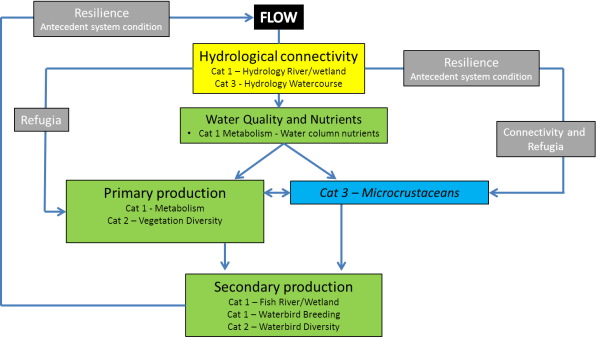 Resilience
Antecedent system condition
FLOW
Hydrological connectivity
Cat 1 – Hydrology River/wetland
Cat 3 - Hydrology Watercourse
Resilience
Antecedent system condition
Refugia
Water Quality and Nutrients
• Cat 1 Metabolism - Water column nutrients
Connectivity and
Refugia
Primary production
Cat 1 - Metabolism
Cat 2 – Vegetation Diversity
Cat 3 – Microcrustaceans
Secondary production
Cat 1 – Fish River/Wetland
Cat 1 – Waterbird Breeding
Cat 2 – Waterbird Diversity